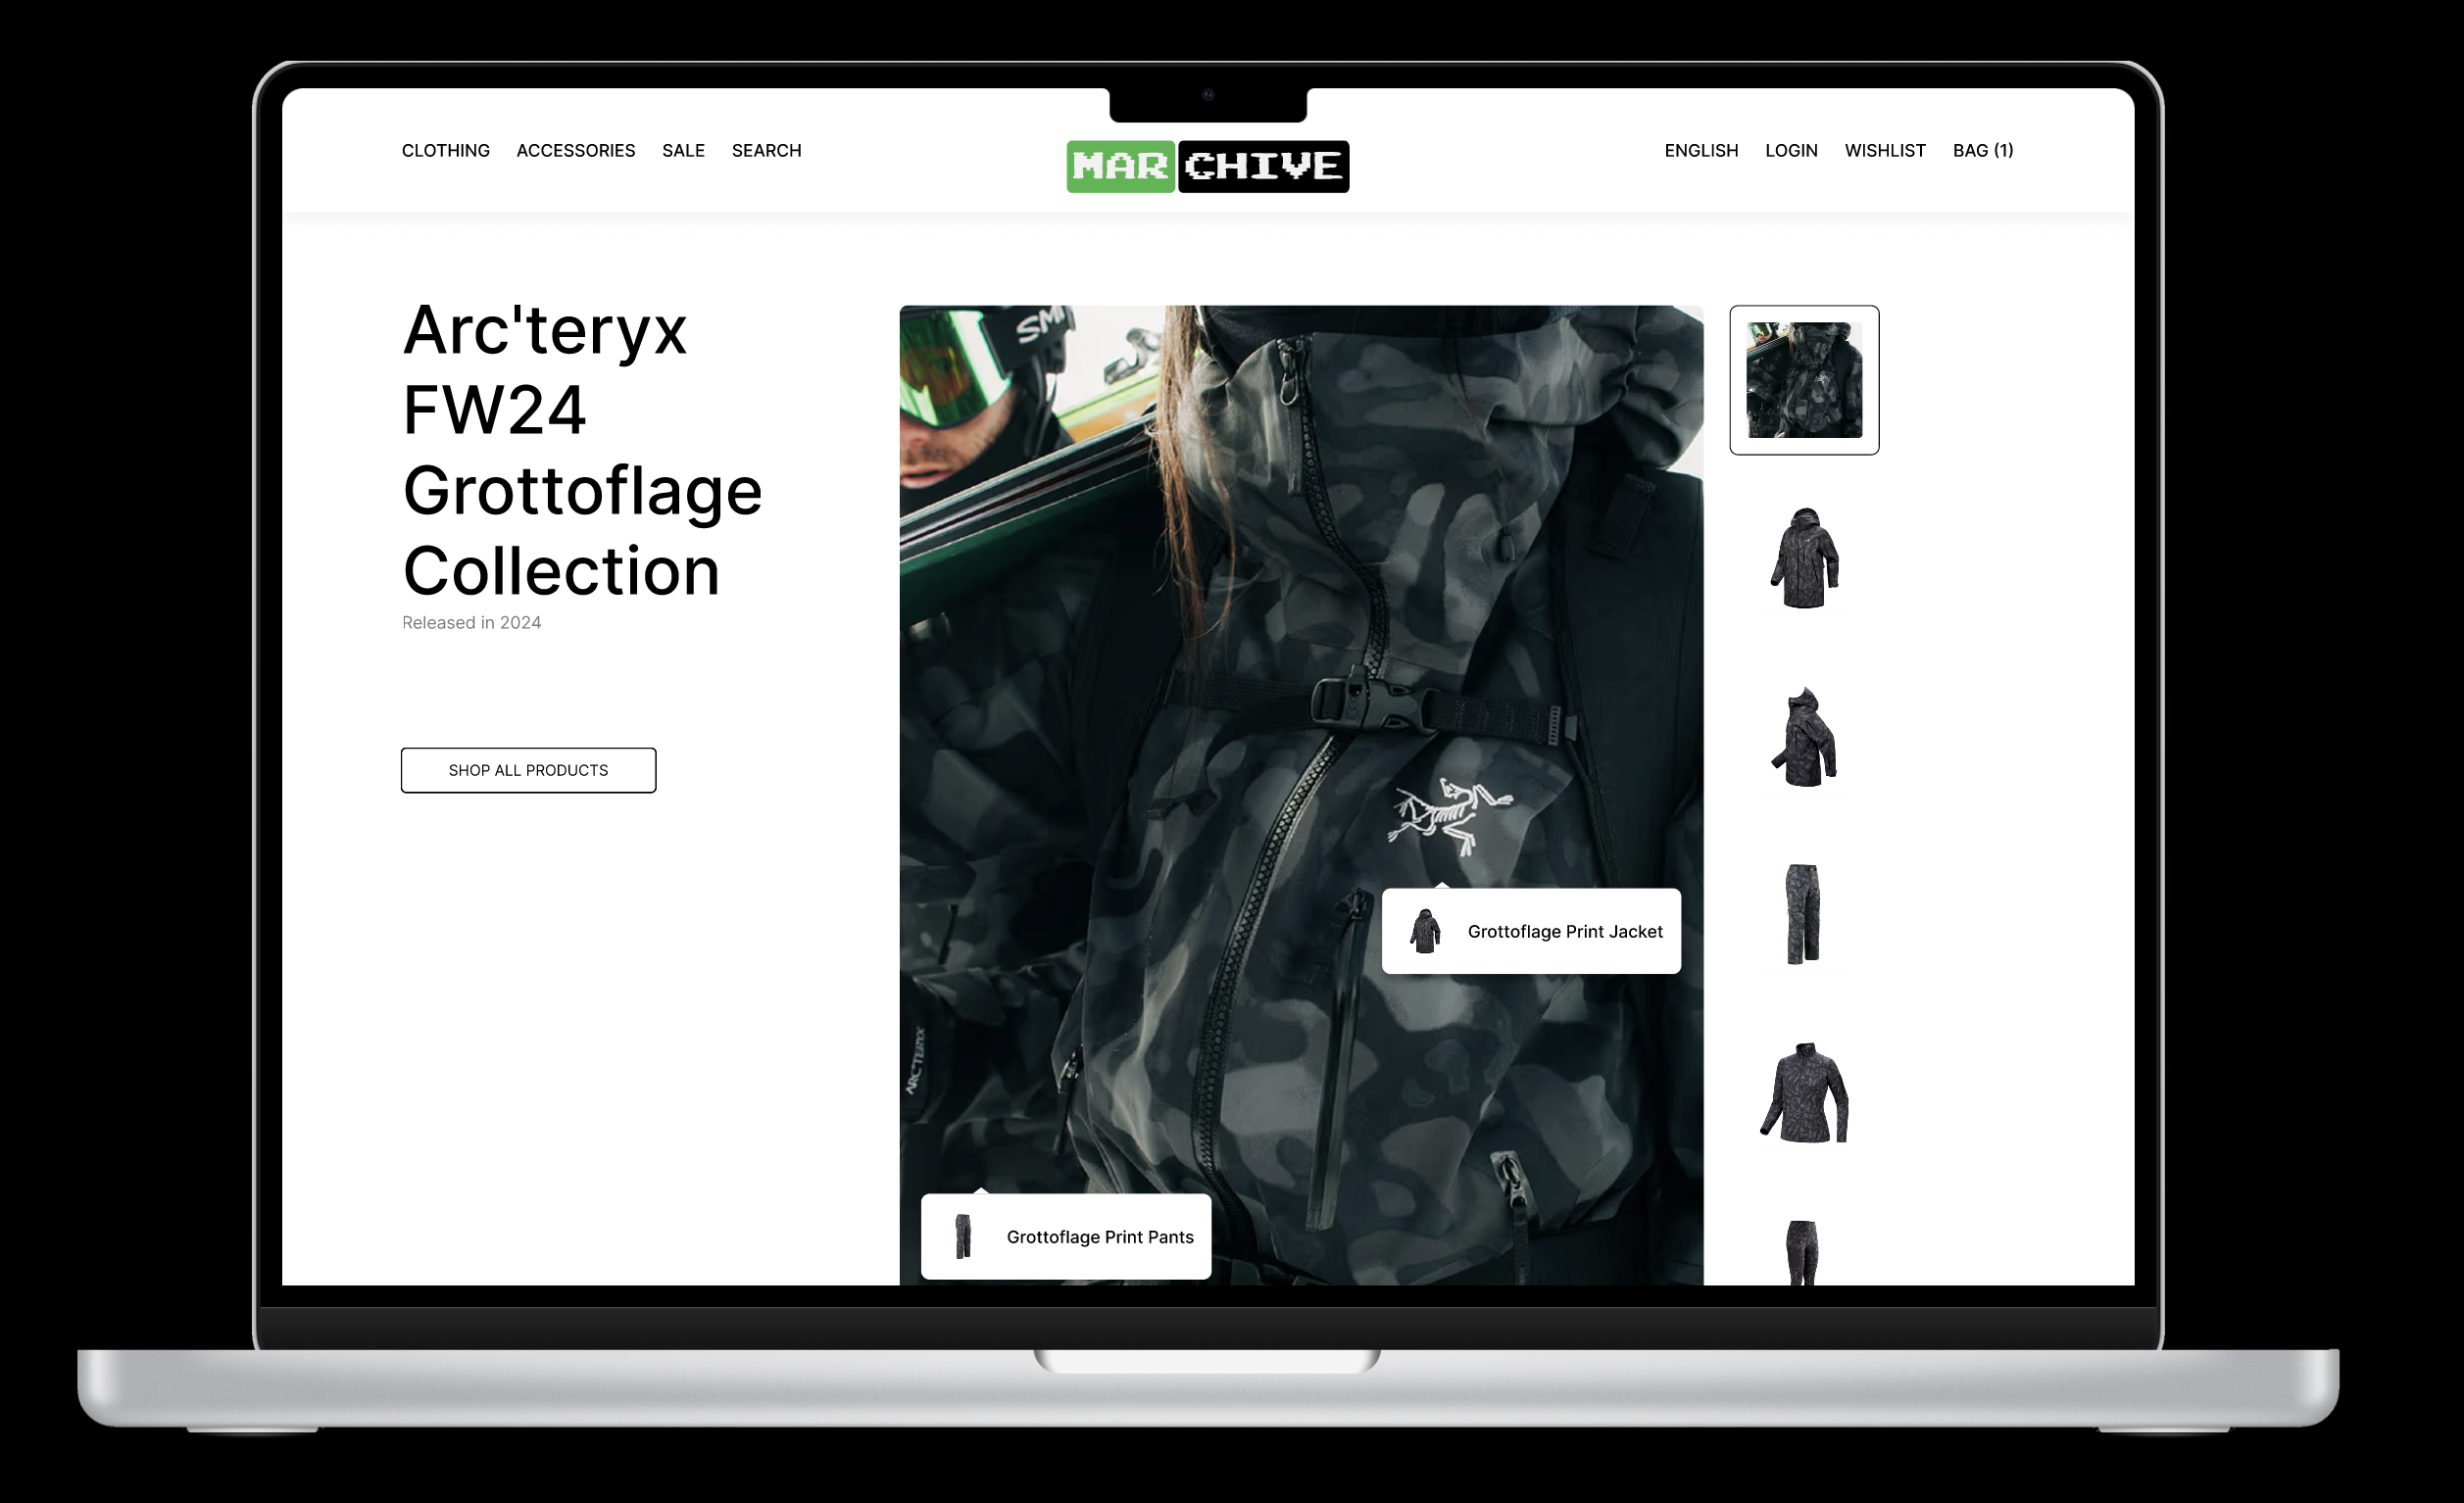 CLOTHING ACCESSORIES SALE SEARCH
MAR CHIVE
ENGLISH LOGIN WISHLIST BAG (1)
Arc'teryx
FW24
Grottoflage
Collection
Released in 2024
SHOP ALL PRODUCTS
SMI
ARC'TERYX
Grottoflage Print Jacket
Grottoflage Print Pants